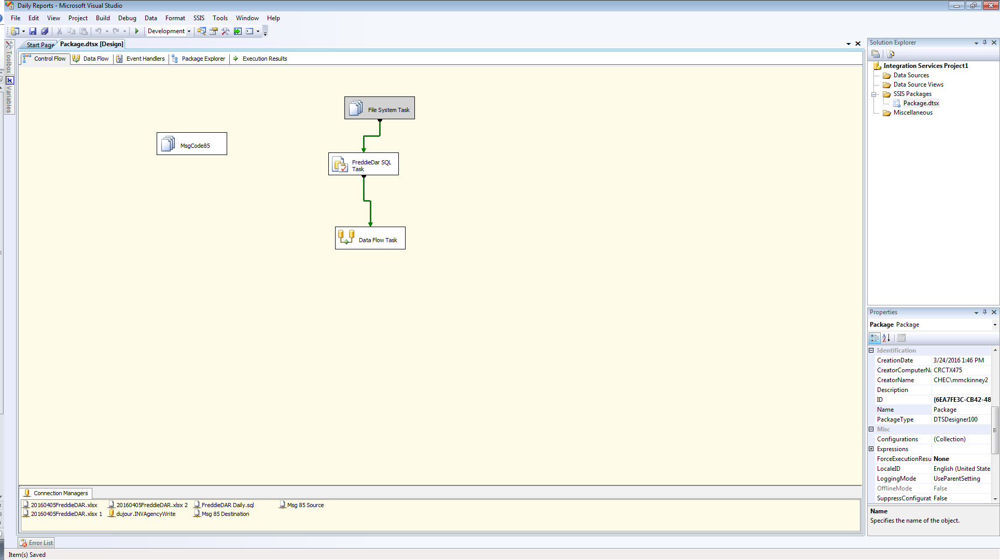 Daily Reports - Microsoft Visual Studio
File Edit View Project Build Debug Data Format SSIS Tools Window Help
Development
Toolbox
Variables
Start Page Package.dtsx [Design]
Control Flow Data Flow Event Handlers Package Explorer Execution Results
File System Task
MsgCode85
FreddieDar SQL
Task
Data Flow Task
Connection Managers
20160405FreddieDAR.xlsx 20160405FreddieDAR.xlsx 2 FreddieDAR Daily.sql Msg 85 Source
20160405FreddieDAR.xlsx 1 dujour.INVAgencyWrite Msg 85 Destination
Error List
Item(s) Saved
Solution Explorer
Integration Services Project1
Data Sources
Data Source Views
SSIS Packages
Package.dtsx
Miscellaneous
Properties
Package Package
Identification
CreationDate 3/24/2016 1:46 PM
CreatorComputerNa CRCTX475
CreatorName CHEC\mmckinney2
Description
ID {6EA7FE3C-CB42-48
Name Package
PackageType DTSDesigner100
Misc
Configurations (Collection)
Expressions
ForceExecutionResu None
LocaleID English (United State
LoggingMode UseParentSetting
OfflineMode False
SuppressConfigurat False
Name
Specifies the name of the object.